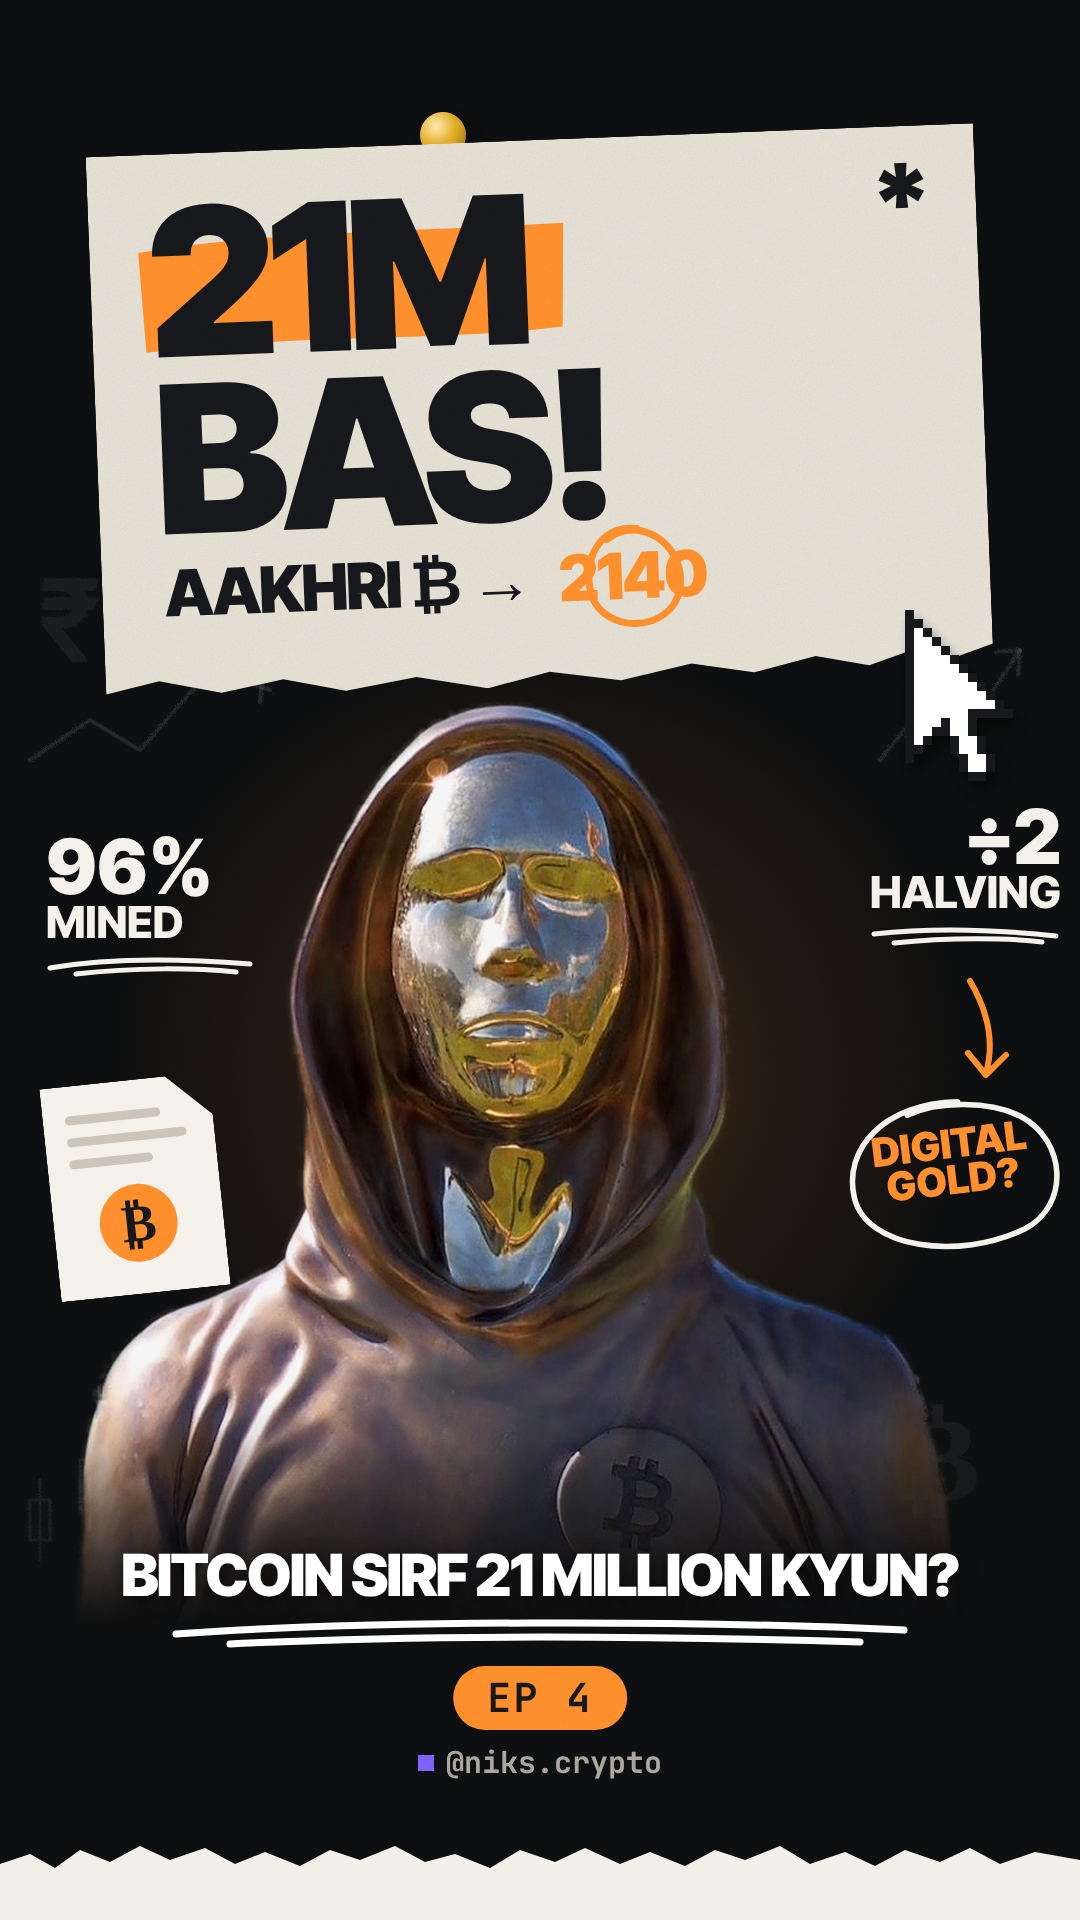 *
21M
BAS!
AAKHRI ₿ → 2140
₹
96%
MINED
÷2
HALVING
DIGITAL
GOLD?
₿
₿
₿
BITCOIN SIRF 21 MILLION KYUN?
EP 4
@niks.crypto